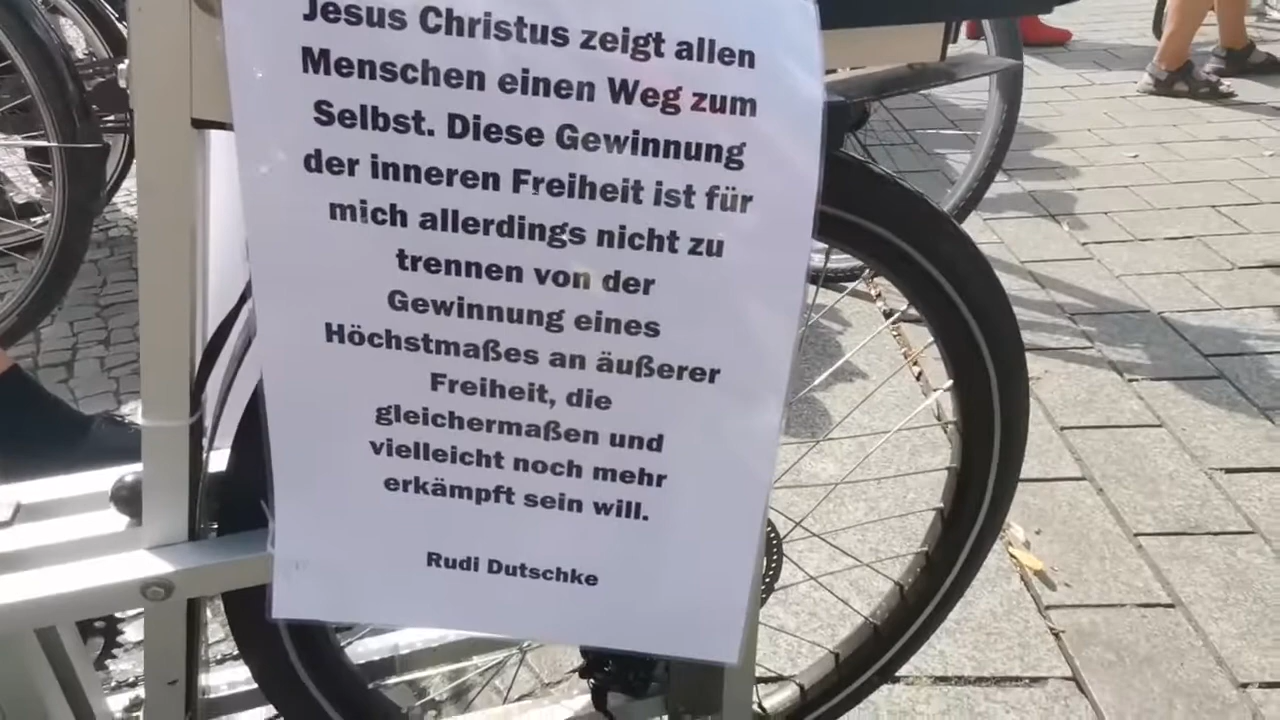 Jesus Christus zeigt allen
Menschen einen Weg zum
Selbst. Diese Gewinnung
der inneren Freiheit ist für
mich allerdings nicht zu
trennen von der
Gewinnung eines
Höchstmaßes an äußerer
Freiheit, die
gleichermaßen und
vielleicht noch mehr
erkämpft sein will.
Rudi Dutschke